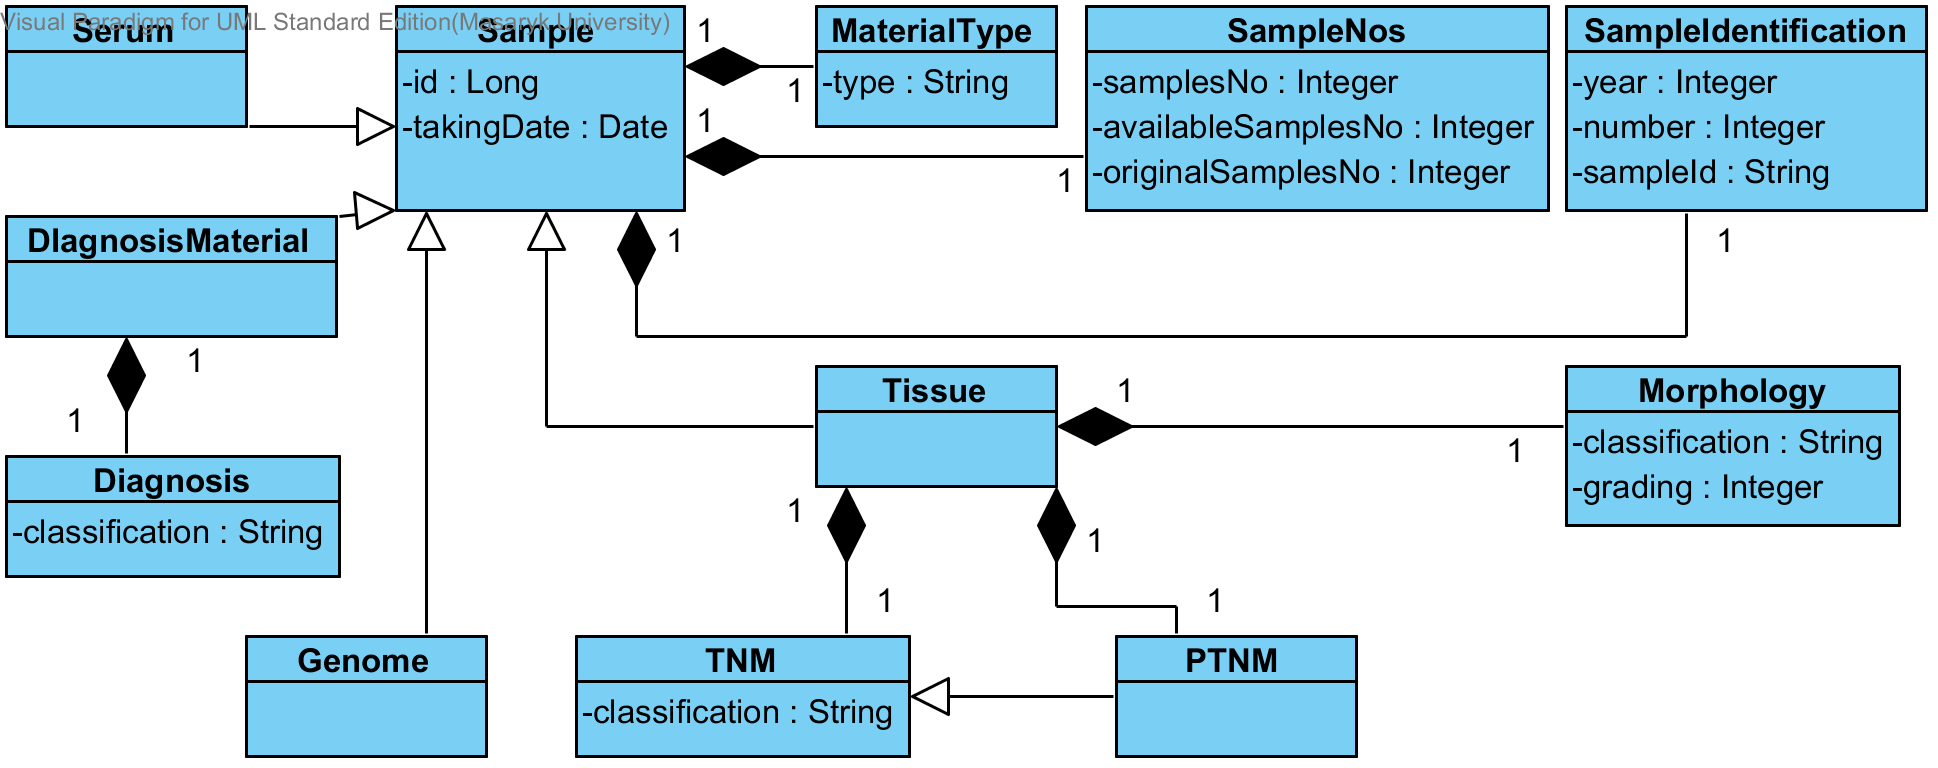 Visual Paradigm for UML Standard Edition(Masaryk University)
Serum
Sample
-id : Long
-takingDate : Date
1
1
1
1
MaterialType
-type : String
SampleNos
-samplesNo : Integer
-availableSamplesNo : Integer
-originalSamplesNo : Integer
SampleIdentification
-year : Integer
-number : Integer
-sampleId : String
1
1
DIagnosisMaterial
1
1
Diagnosis
-classification : String
Tissue
1
1
Morphology
-classification : String
-grading : Integer
1
1
1
1
Genome
TNM
-classification : String
PTNM